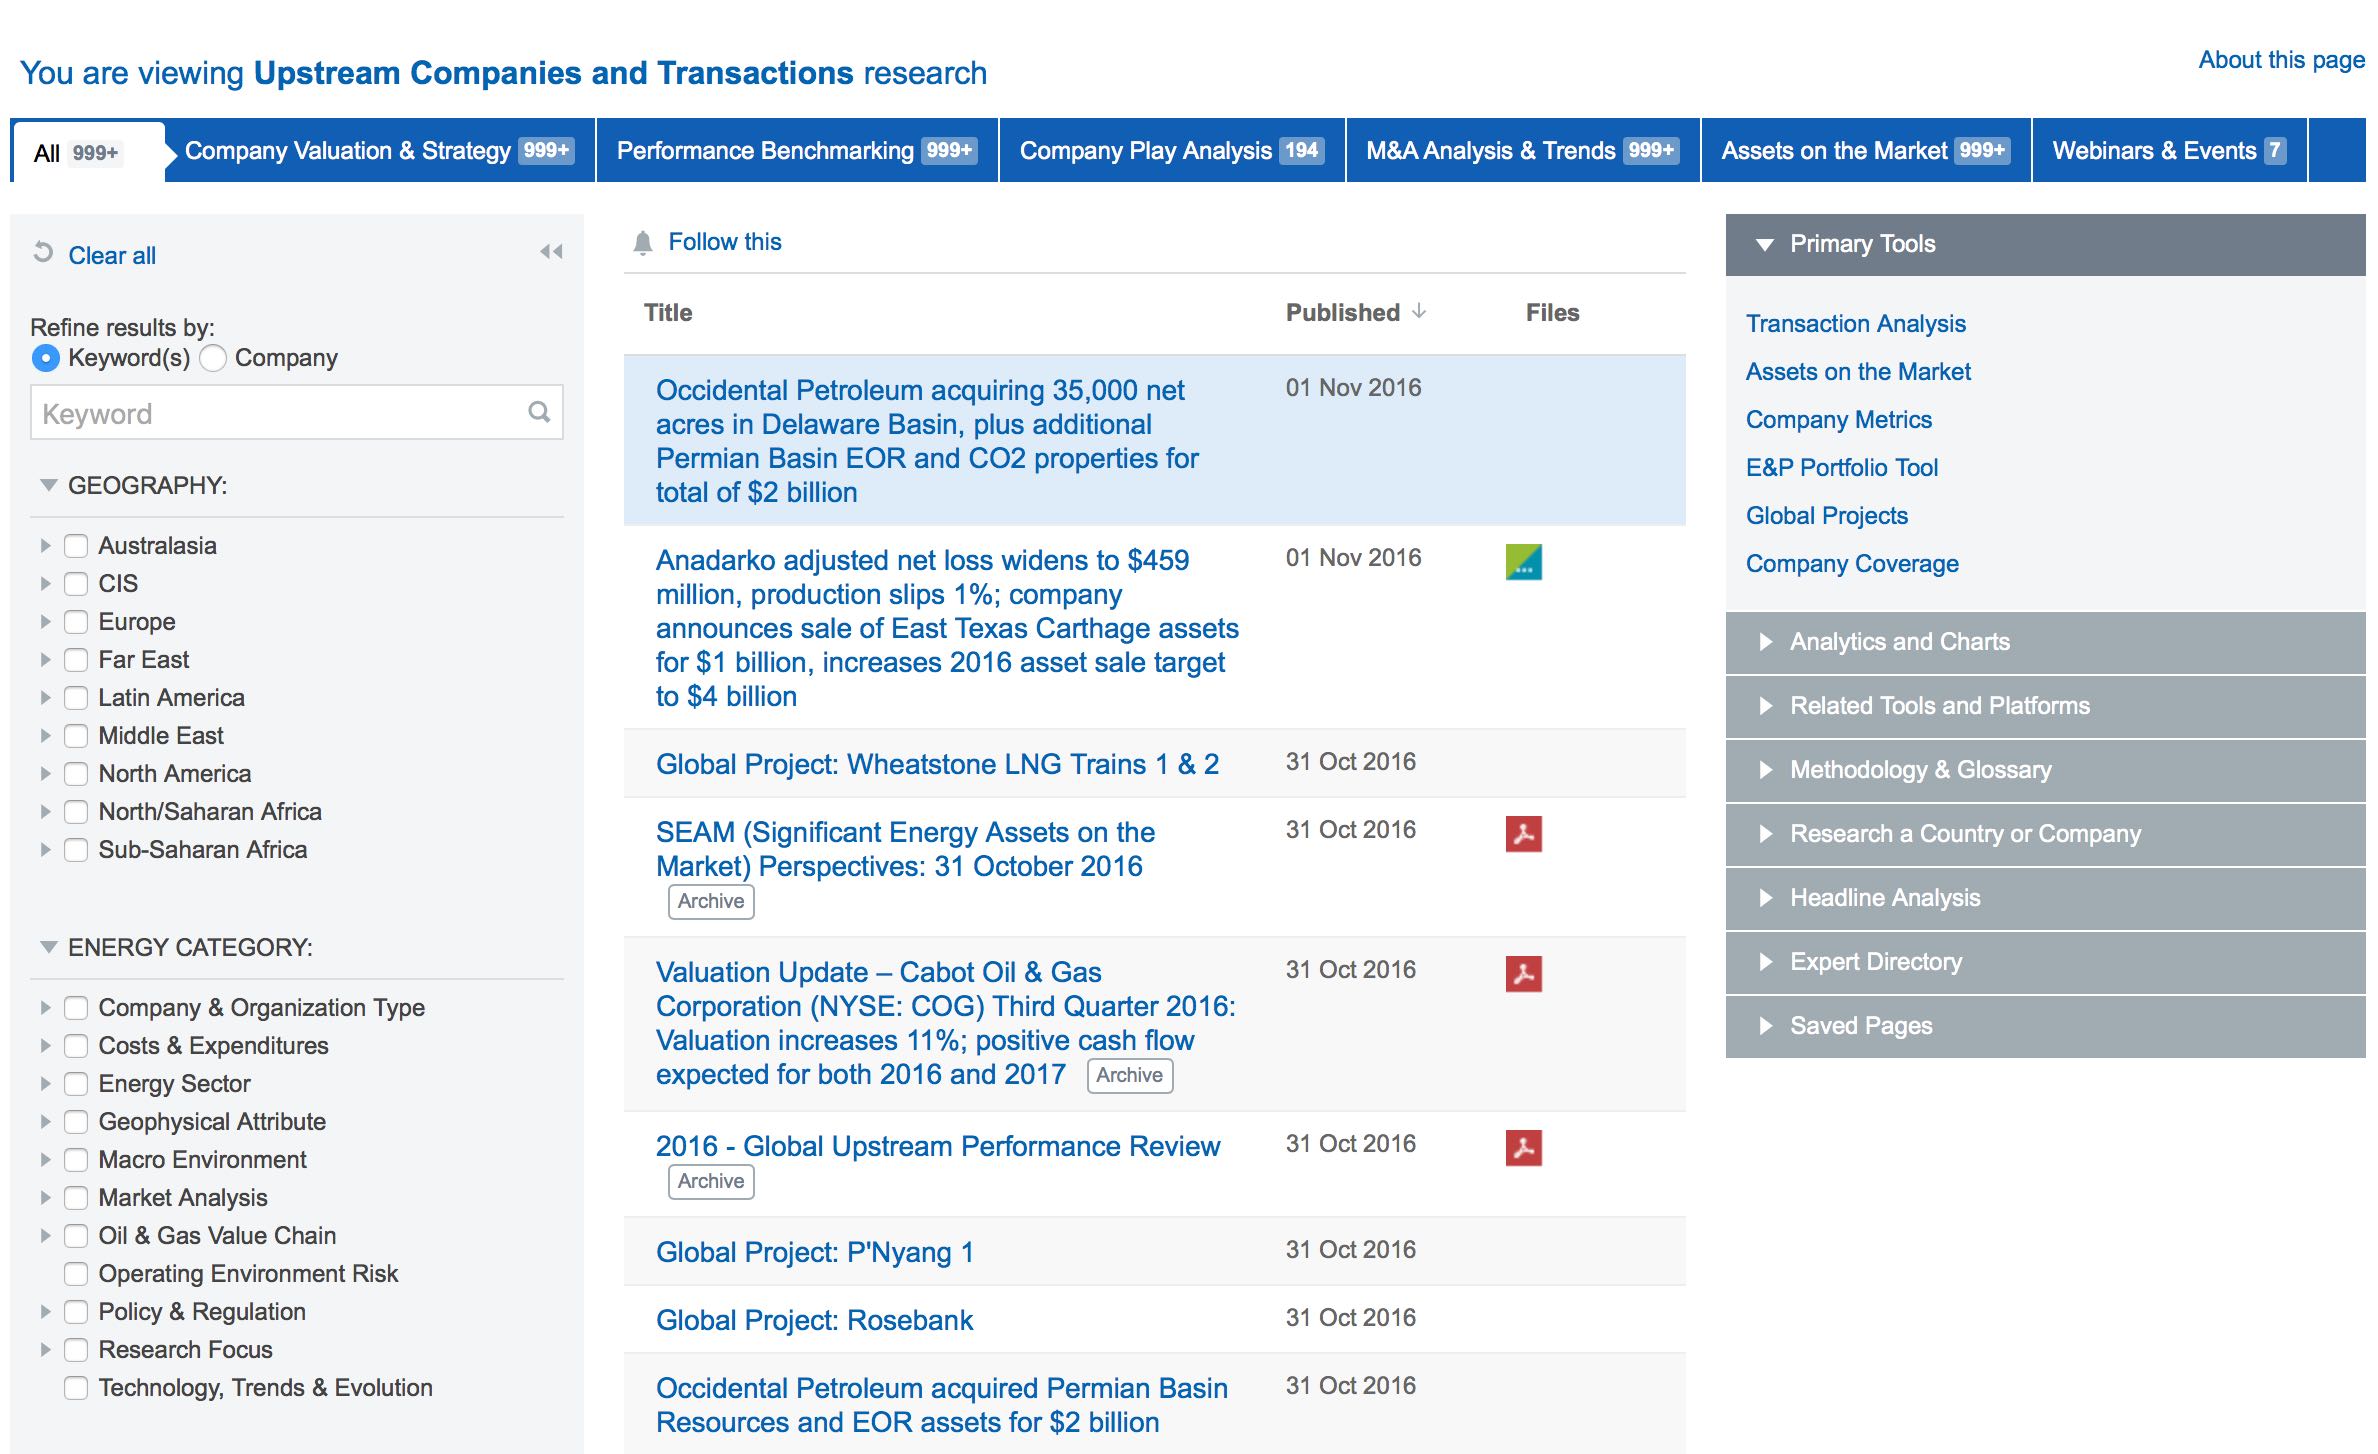 You are viewing Upstream Companies and Transactions research
About this page
All 999+
Company Valuation & Strategy 999+
Performance Benchmarking 999+
Company Play Analysis 194
M&A Analysis & Trends 999+
Assets on the Market 999+
Webinars & Events 7
Clear all
Refine results by:
Keyword(s) Company
Keyword
GEOGRAPHY:
Australasia
CIS
Europe
Far East
Latin America
Middle East
North America
North/Saharan Africa
Sub-Saharan Africa
ENERGY CATEGORY:
Company & Organization Type
Costs & Expenditures
Energy Sector
Geophysical Attribute
Macro Environment
Market Analysis
Oil & Gas Value Chain
Operating Environment Risk
Policy & Regulation
Research Focus
Technology, Trends & Evolution
Follow this
Title Published Files
Occidental Petroleum acquiring 35,000 net 01 Nov 2016
acres in Delaware Basin, plus additional
Permian Basin EOR and CO2 properties for
total of $2 billion
Anadarko adjusted net loss widens to $459 01 Nov 2016
million, production slips 1%; company
announces sale of East Texas Carthage assets
for $1 billion, increases 2016 asset sale target
to $4 billion
Global Project: Wheatstone LNG Trains 1 & 2 31 Oct 2016
SEAM (Significant Energy Assets on the 31 Oct 2016
Market) Perspectives: 31 October 2016
Archive
Valuation Update – Cabot Oil & Gas 31 Oct 2016
Corporation (NYSE: COG) Third Quarter 2016:
Valuation increases 11%; positive cash flow
expected for both 2016 and 2017 Archive
2016 - Global Upstream Performance Review 31 Oct 2016
Archive
Global Project: P'Nyang 1 31 Oct 2016
Global Project: Rosebank 31 Oct 2016
Occidental Petroleum acquired Permian Basin 31 Oct 2016
Resources and EOR assets for $2 billion
Primary Tools
Transaction Analysis
Assets on the Market
Company Metrics
E&P Portfolio Tool
Global Projects
Company Coverage
Analytics and Charts
Related Tools and Platforms
Methodology & Glossary
Research a Country or Company
Headline Analysis
Expert Directory
Saved Pages